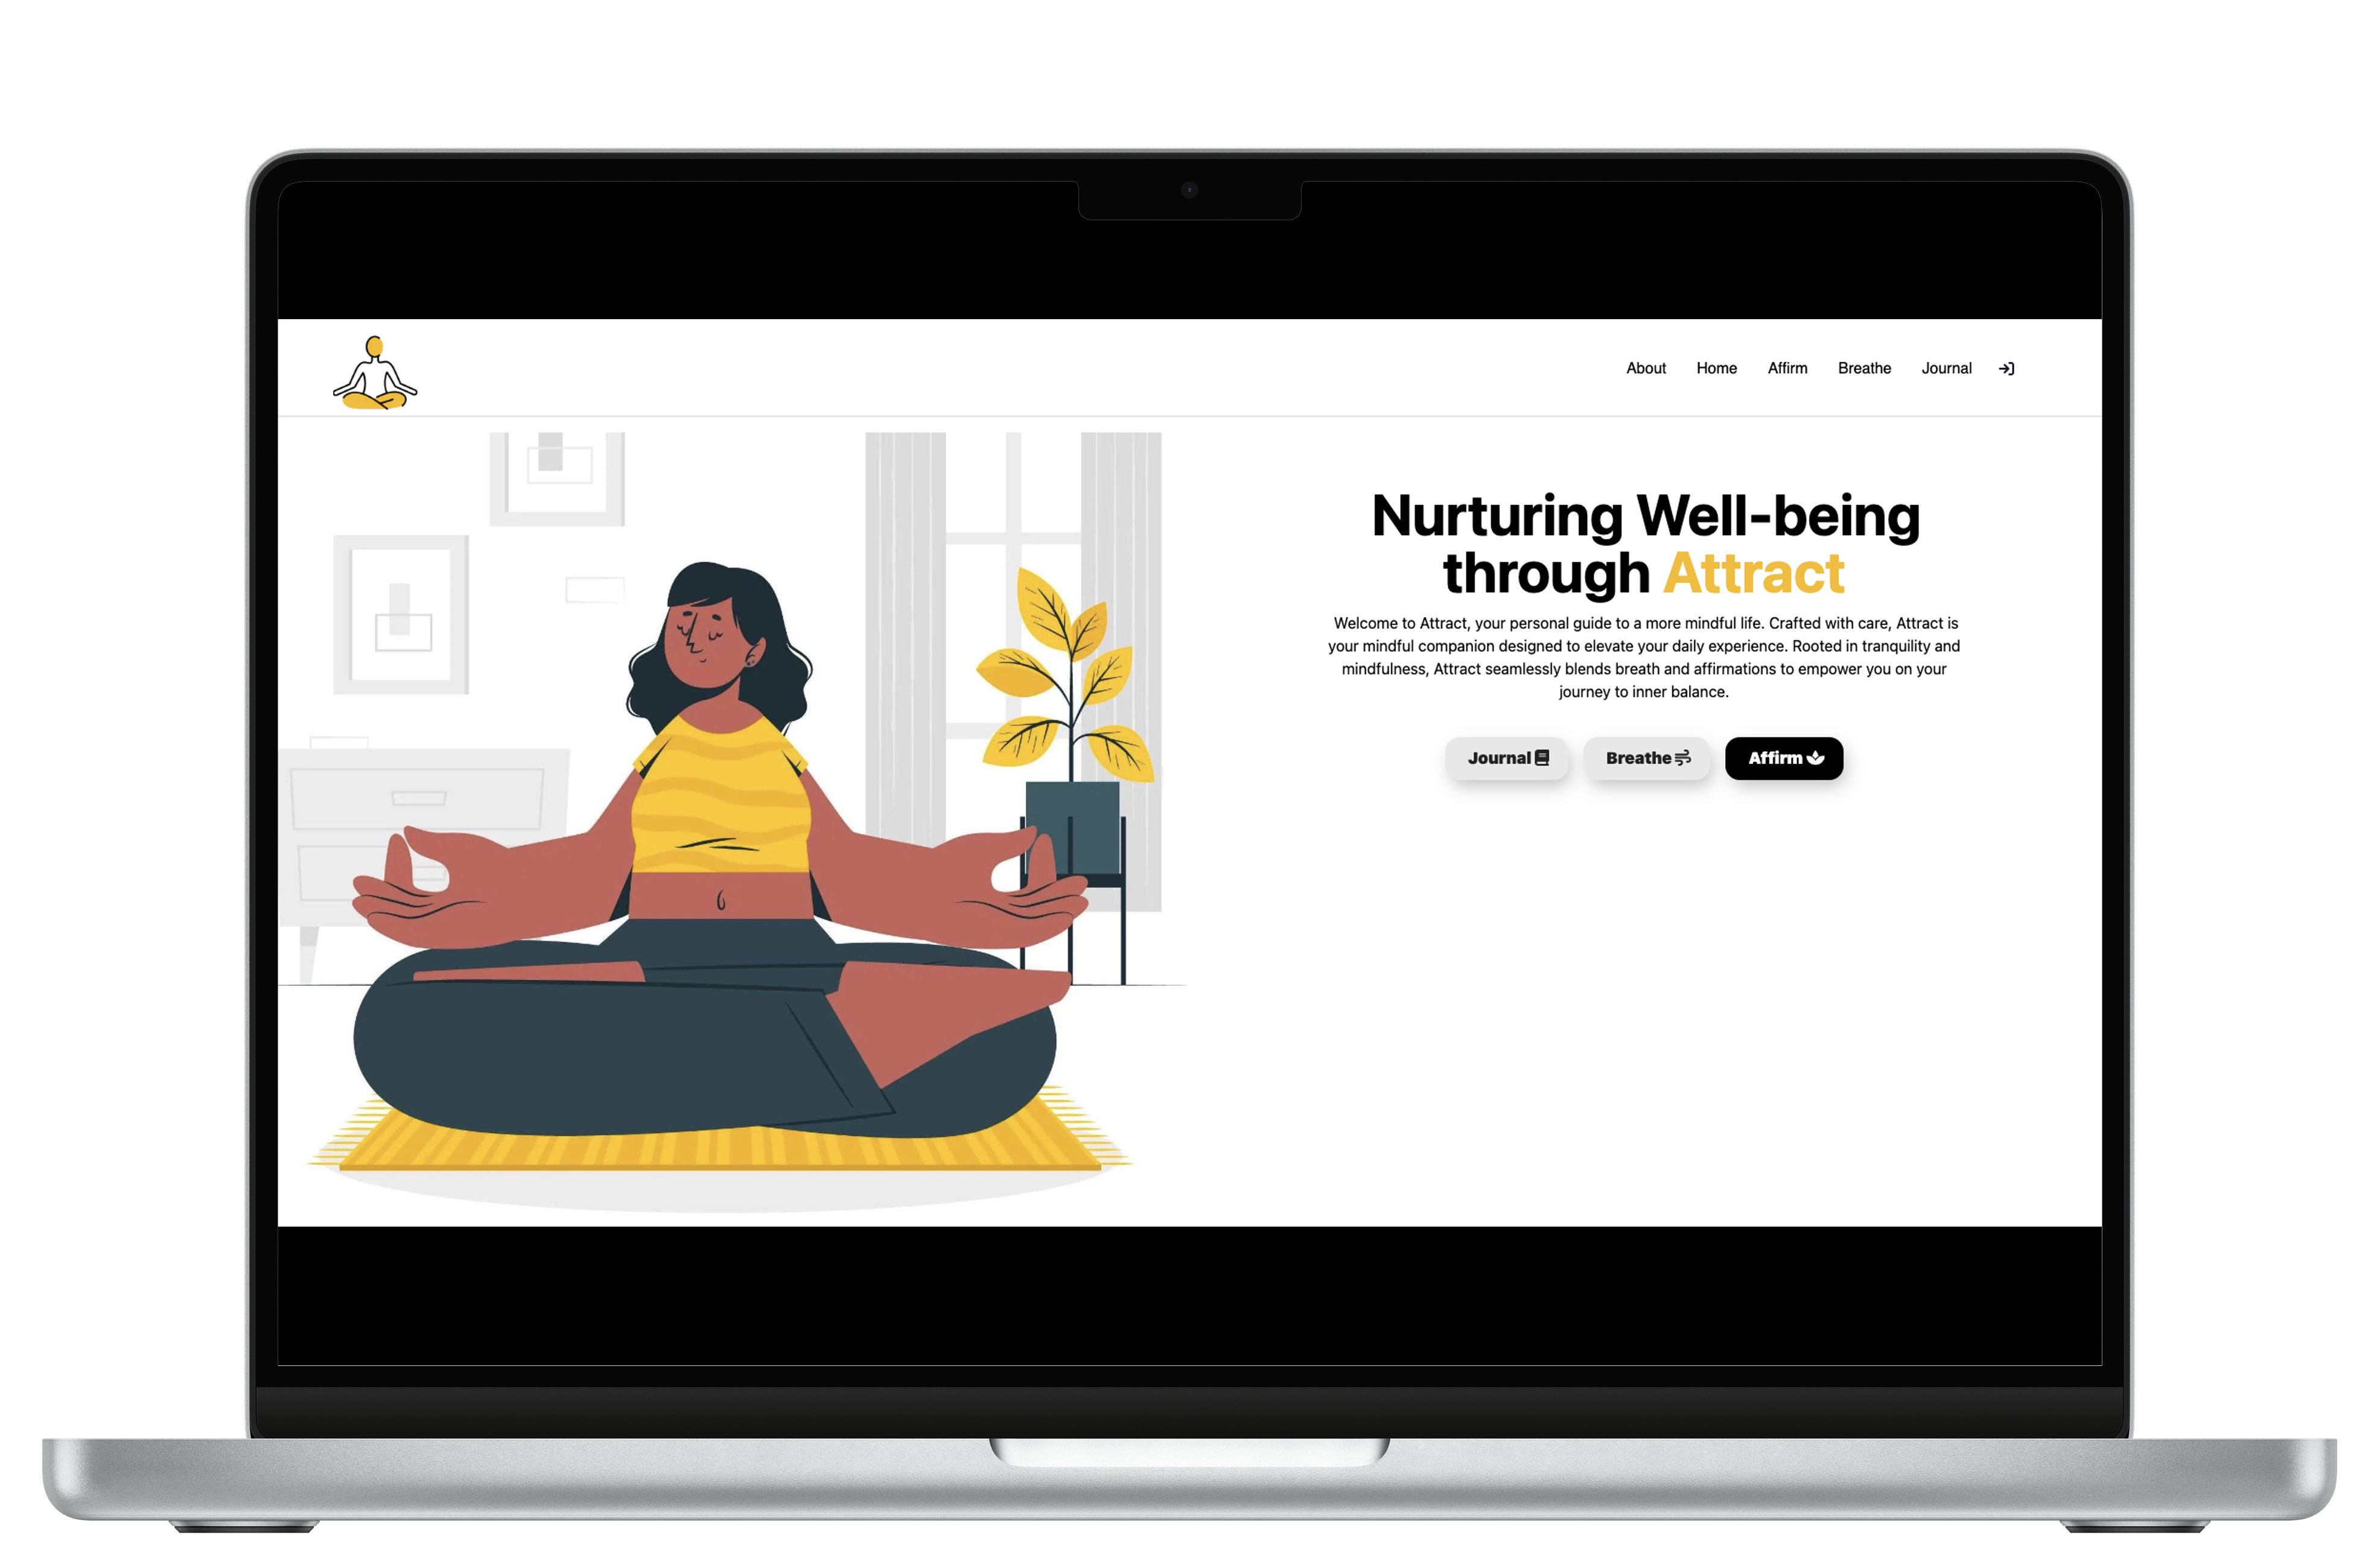 About Home Affirm Breathe Journal
Nurturing Well-being
through Attract
Welcome to Attract, your personal guide to a more mindful life. Crafted with care, Attract is
your mindful companion designed to elevate your daily experience. Rooted in tranquility and
mindfulness, Attract seamlessly blends breath and affirmations to empower you on your
journey to inner balance.
Journal Breathe Affirm